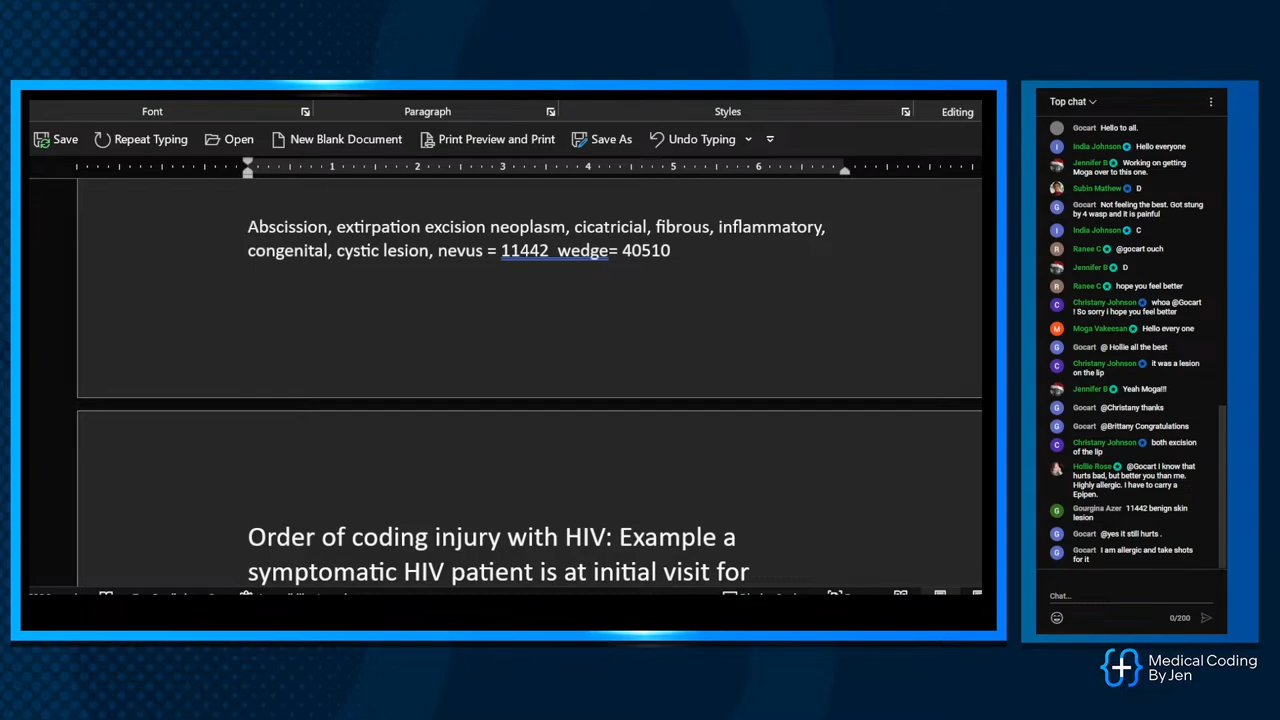 Font
Paragraph
Styles
Editing
Save
Repeat Typing
Open
New Blank Document
Print Preview and Print
Save As
Undo Typing
1
2
3
4
5
6
Abscission, extirpation excision neoplasm, cicatricial, fibrous, inflammatory,
congenital, cystic lesion, nevus = 11442 wedge= 40510
Order of coding injury with HIV: Example a
symptomatic HIV patient is at initial visit for
Top chat
Gocart Hello to all.
India Johnson Hello everyone
Jennifer B Working on getting
Moga over to this one.
Subin Mathew D
Gocart Not feeling the best. Got stung
by 4 wasp and it is painful
India Johnson C
Ranee C @gocart ouch
Jennifer B D
Ranee C hope you feel better
Christany Johnson whoa @Gocart
! So sorry i hope you feel better
Moga Vakeesan Hello every one
Gocart @ Hollie all the best
Christany Johnson it was a lesion
on the lip
Jennifer B Yeah Moga!!!
Gocart @Christany thanks
Gocart @Brittany Congratulations
Christany Johnson both excision
of the lip
Hollie Rose @Gocart I know that
hurts bad, but better you than me.
Highly allergic. I have to carry a
Epipen.
Gourgina Azer 11442 benign skin
lesion
Gocart @yes it still hurts .
Gocart I am allergic and take shots
for it
Chat...
0/200
Medical Coding
By Jen